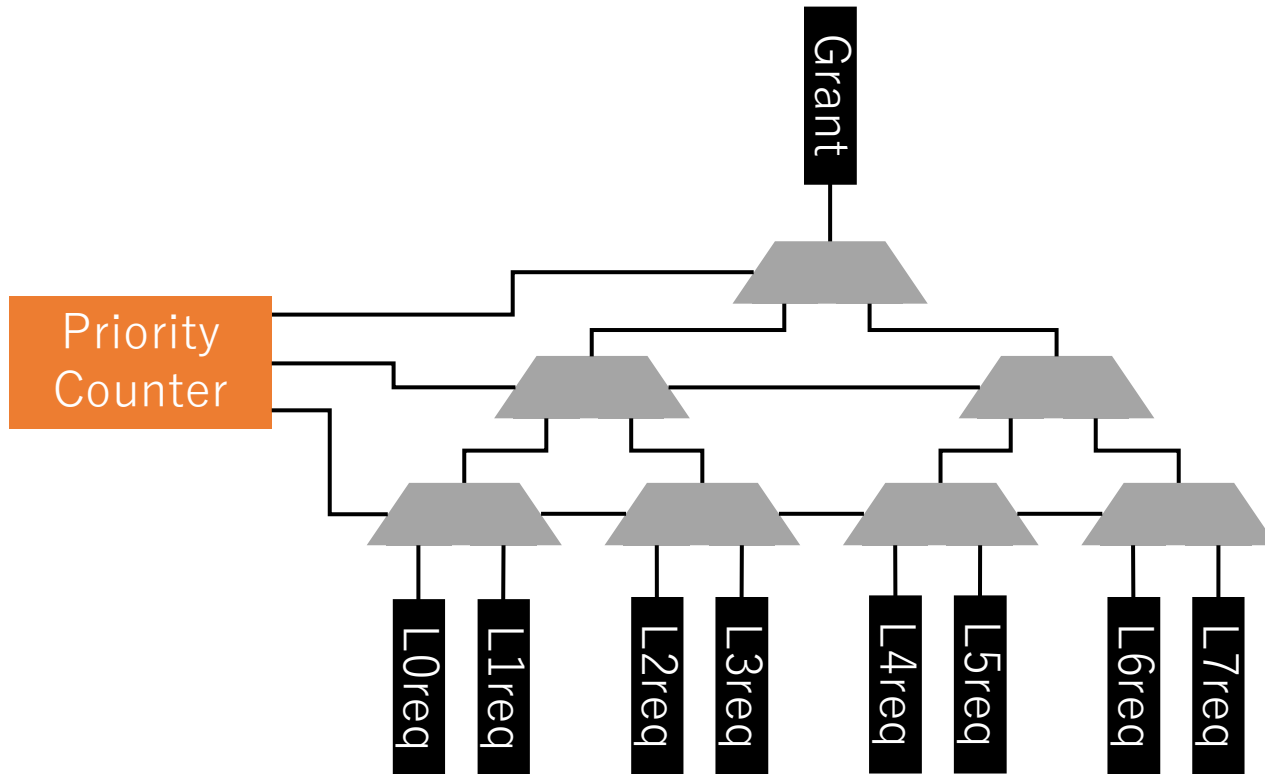 Grant
Priority
Counter
L0req
L1req
L2req
L3req
L4req
L5req
L6req
L7req